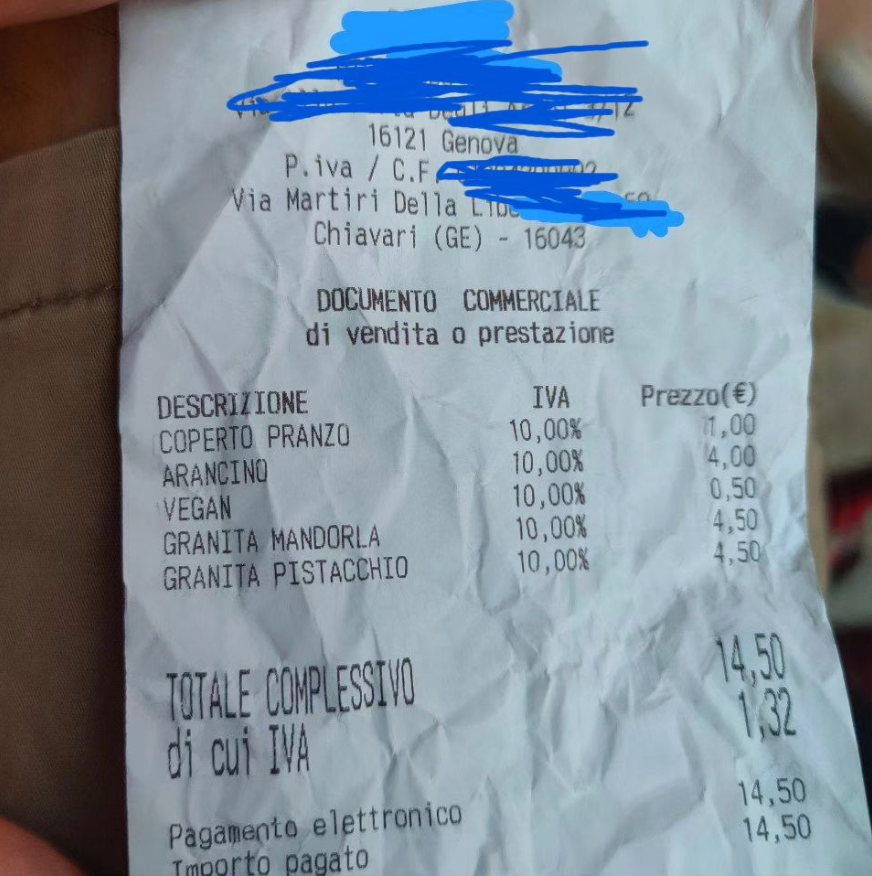 16121 Genova
P.iva / C.F.
Via Martiri Della
Chiavari (GE) - 16043
DOCUMENTO COMMERCIALE
di vendita o prestazione
DESCRIZIONE IVA Prezzo(€)
COPERTO PRANZO 10,00% 1,00
ARANCINO 10,00% 4,00
VEGAN 10,00% 0,50
GRANITA MANDORLA 10,00% 4,50
GRANITA PISTACCHIO 10,00% 4,50
TOTALE COMPLESSIVO 14,50
di cui IVA 1,32
Pagamento elettronico 14,50
Importo pagato 14,50